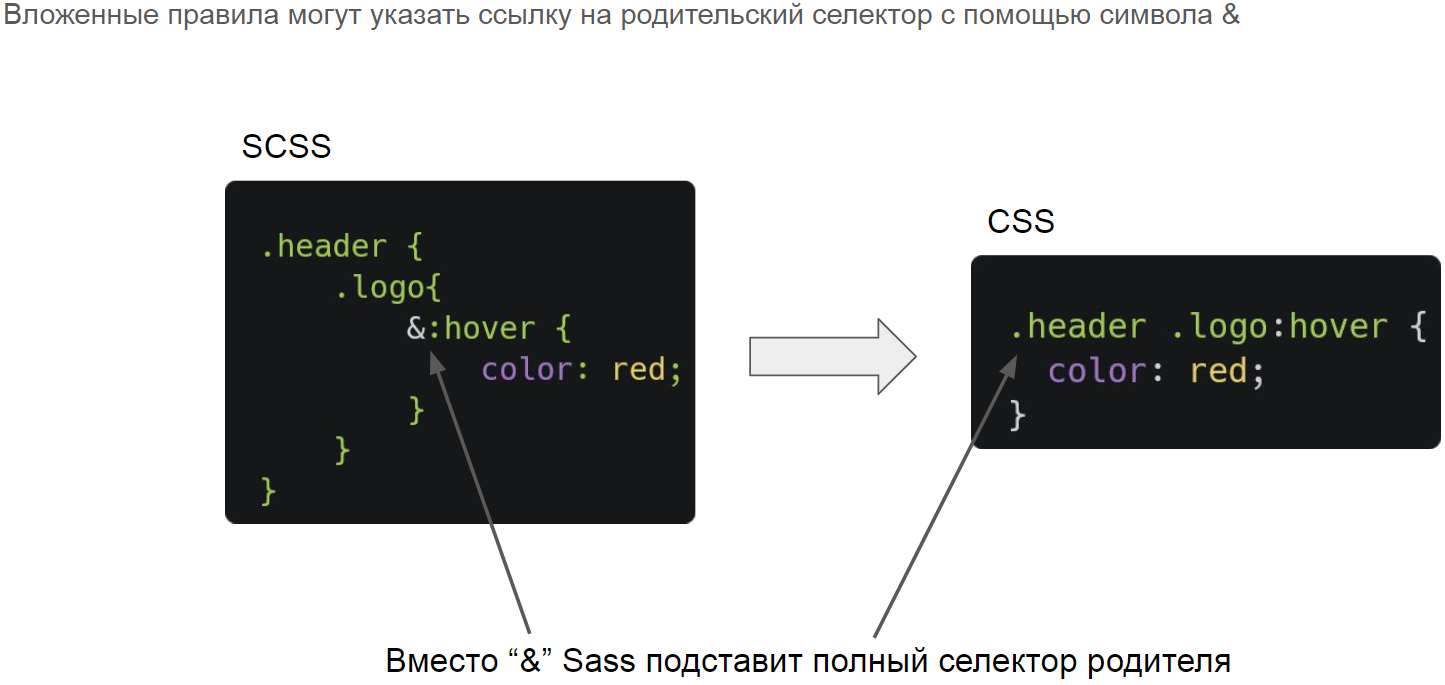 Вложенные правила могут указать ссылку на родительский селектор с помощью символа &
SCSS
.header {
    .logo{
        &:hover {
            color: red;
        }
    }
}
CSS
.header .logo:hover {
  color: red;
}
Вместо “&” Sass подставит полный селектор родителя